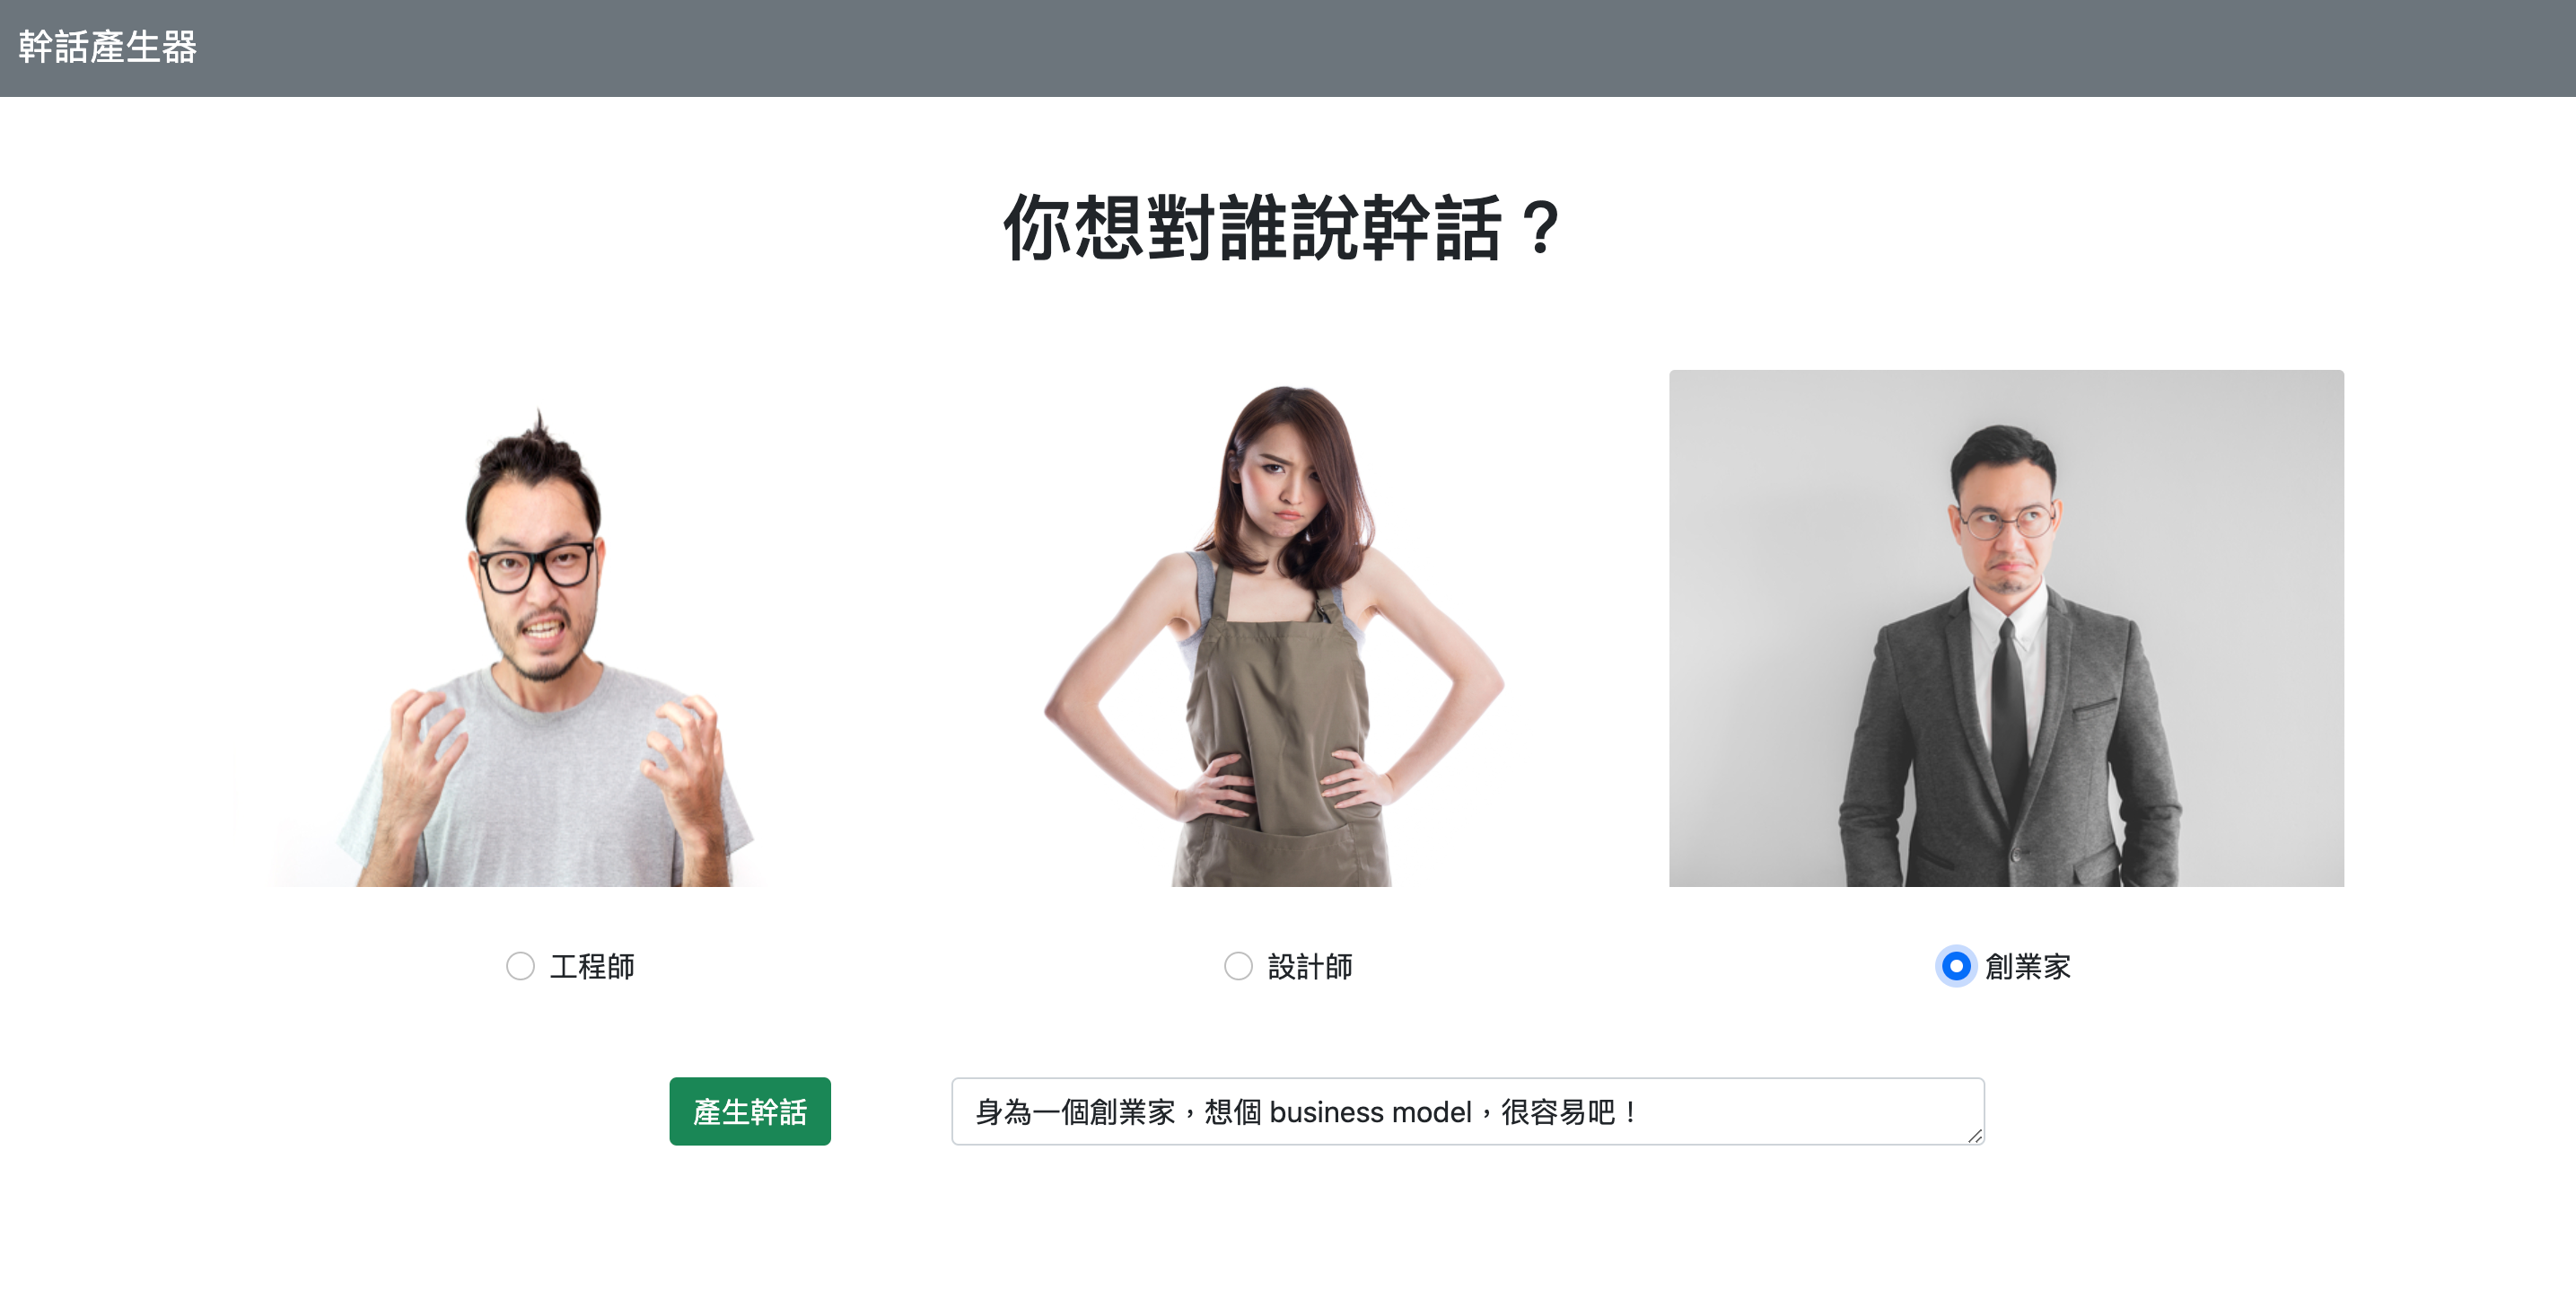 幹話產生器
你想對誰說幹話？
工程師
設計師
創業家
產生幹話
身為一個創業家，想個 business model，很容易吧！